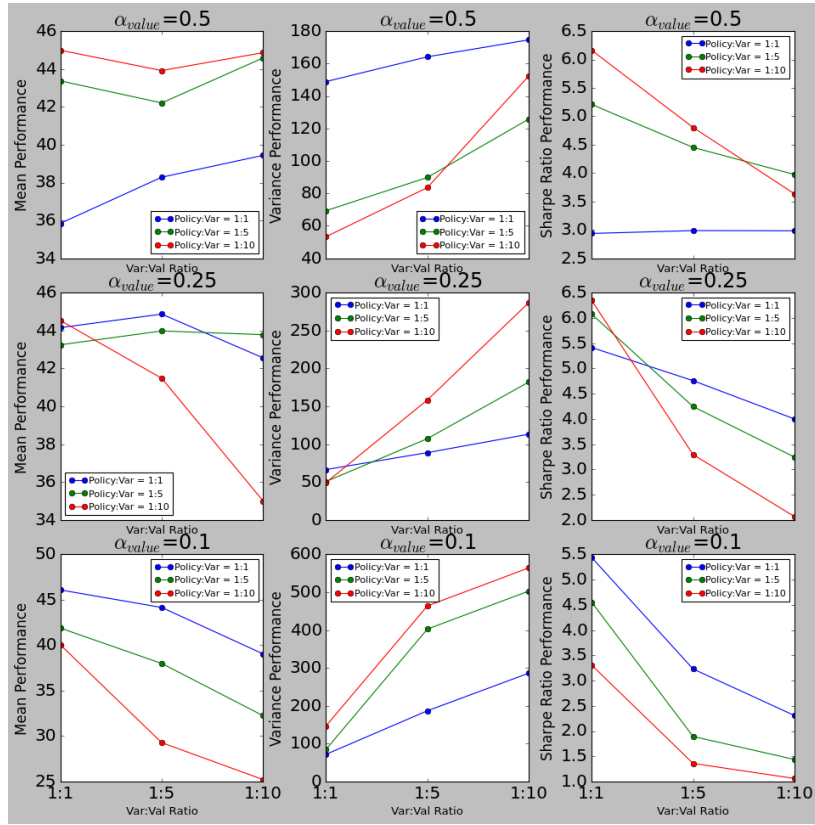 α_value=0.5
α_value=0.5
α_value=0.5
46
44
42
40
38
36
34
Mean Performance
Policy:Var = 1:1
Policy:Var = 1:5
Policy:Var = 1:10
Var:Val Ratio
180
160
140
120
100
80
60
40
Variance Performance
Policy:Var = 1:1
Policy:Var = 1:5
Policy:Var = 1:10
Var:Val Ratio
6.5
6.0
5.5
5.0
4.5
4.0
3.5
3.0
2.5
Sharpe Ratio Performance
Policy:Var = 1:1
Policy:Var = 1:5
Policy:Var = 1:10
Var:Val Ratio
α_value=0.25
α_value=0.25
α_value=0.25
46
44
42
40
38
36
34
Mean Performance
Policy:Var = 1:1
Policy:Var = 1:5
Policy:Var = 1:10
Var:Val Ratio
300
250
200
150
100
50
0
Variance Performance
Policy:Var = 1:1
Policy:Var = 1:5
Policy:Var = 1:10
Var:Val Ratio
6.5
6.0
5.5
5.0
4.5
4.0
3.5
3.0
2.5
2.0
Sharpe Ratio Performance
Policy:Var = 1:1
Policy:Var = 1:5
Policy:Var = 1:10
Var:Val Ratio
α_value=0.1
α_value=0.1
α_value=0.1
50
45
40
35
30
25
Mean Performance
Policy:Var = 1:1
Policy:Var = 1:5
Policy:Var = 1:10
1:1 1:5 1:10
Var:Val Ratio
600
500
400
300
200
100
0
Variance Performance
Policy:Var = 1:1
Policy:Var = 1:5
Policy:Var = 1:10
1:1 1:5 1:10
Var:Val Ratio
5.5
5.0
4.5
4.0
3.5
3.0
2.5
2.0
1.5
1.0
Sharpe Ratio Performance
Policy:Var = 1:1
Policy:Var = 1:5
Policy:Var = 1:10
1:1 1:5 1:10
Var:Val Ratio